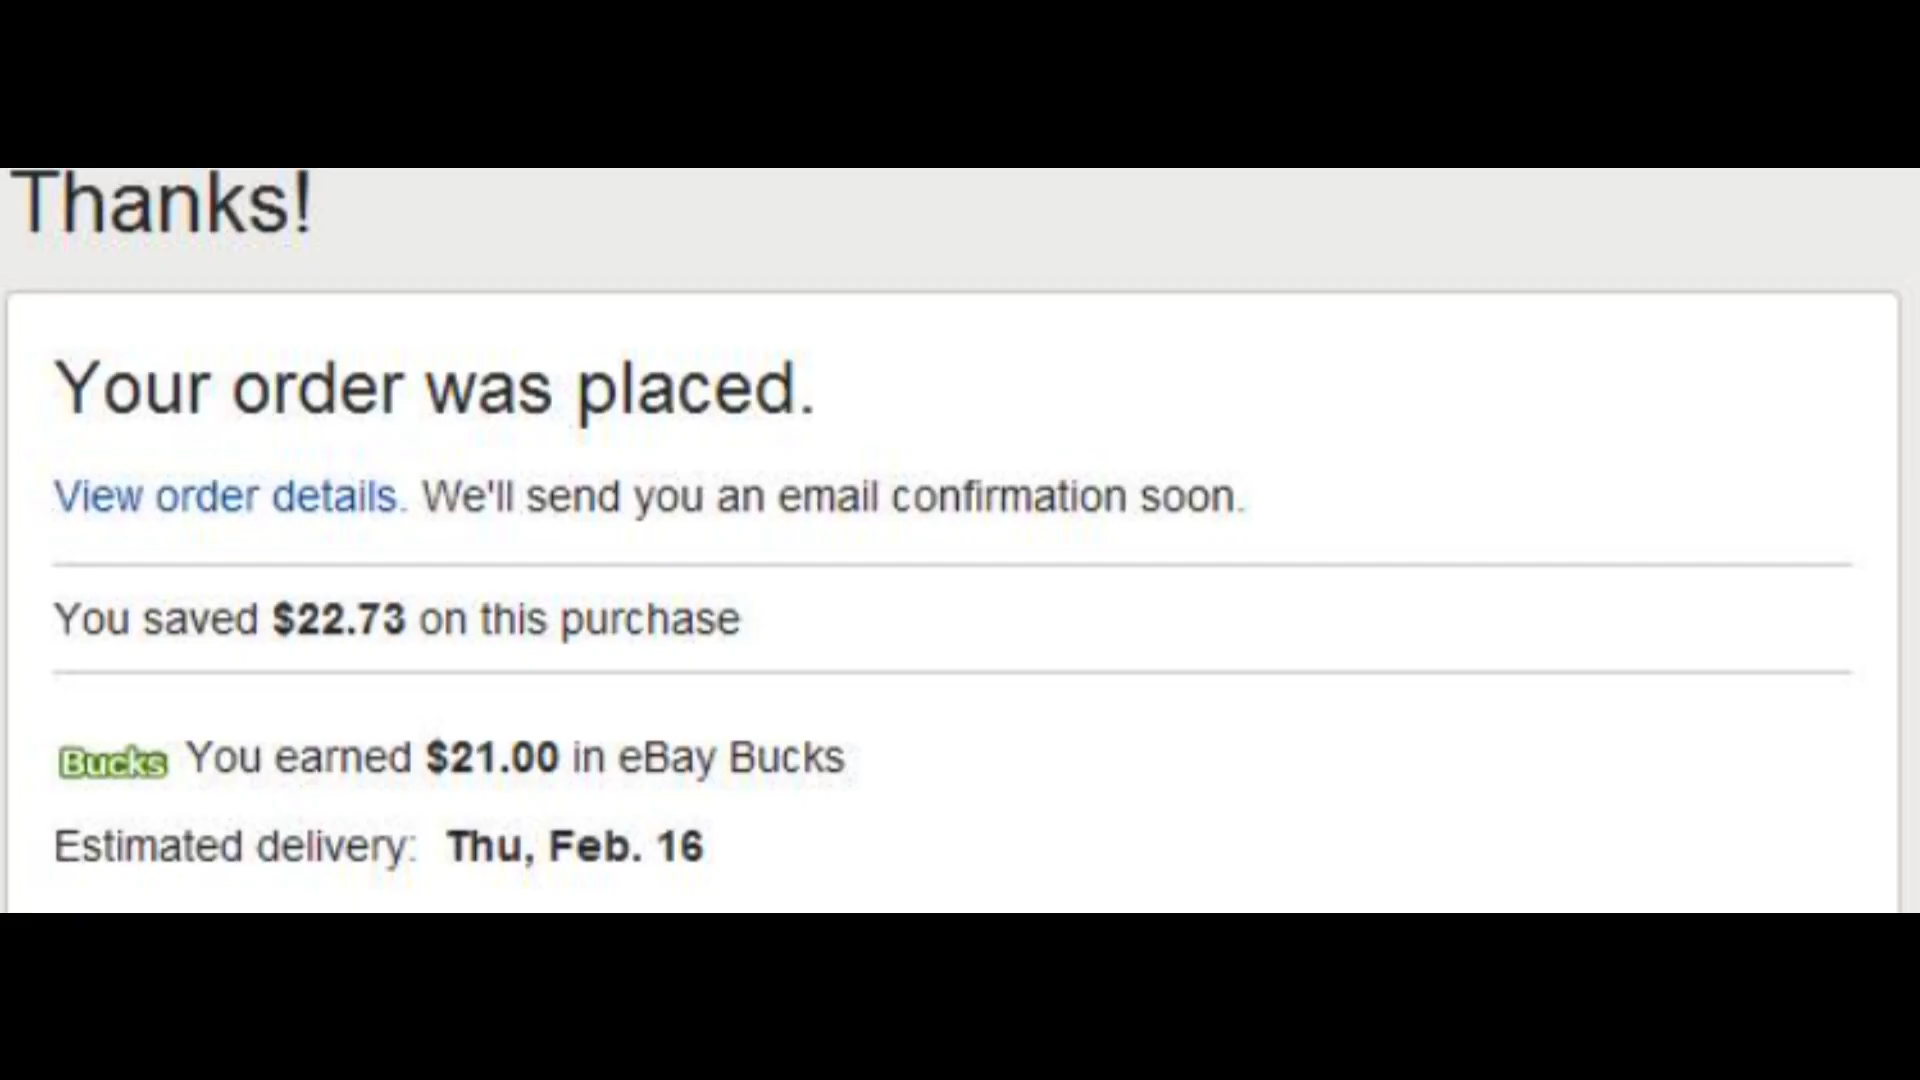 Thanks!
Your order was placed.
View order details. We'll send you an email confirmation soon.
You saved $22.73 on this purchase
Bucks You earned $21.00 in eBay Bucks
Estimated delivery: Thu, Feb. 16